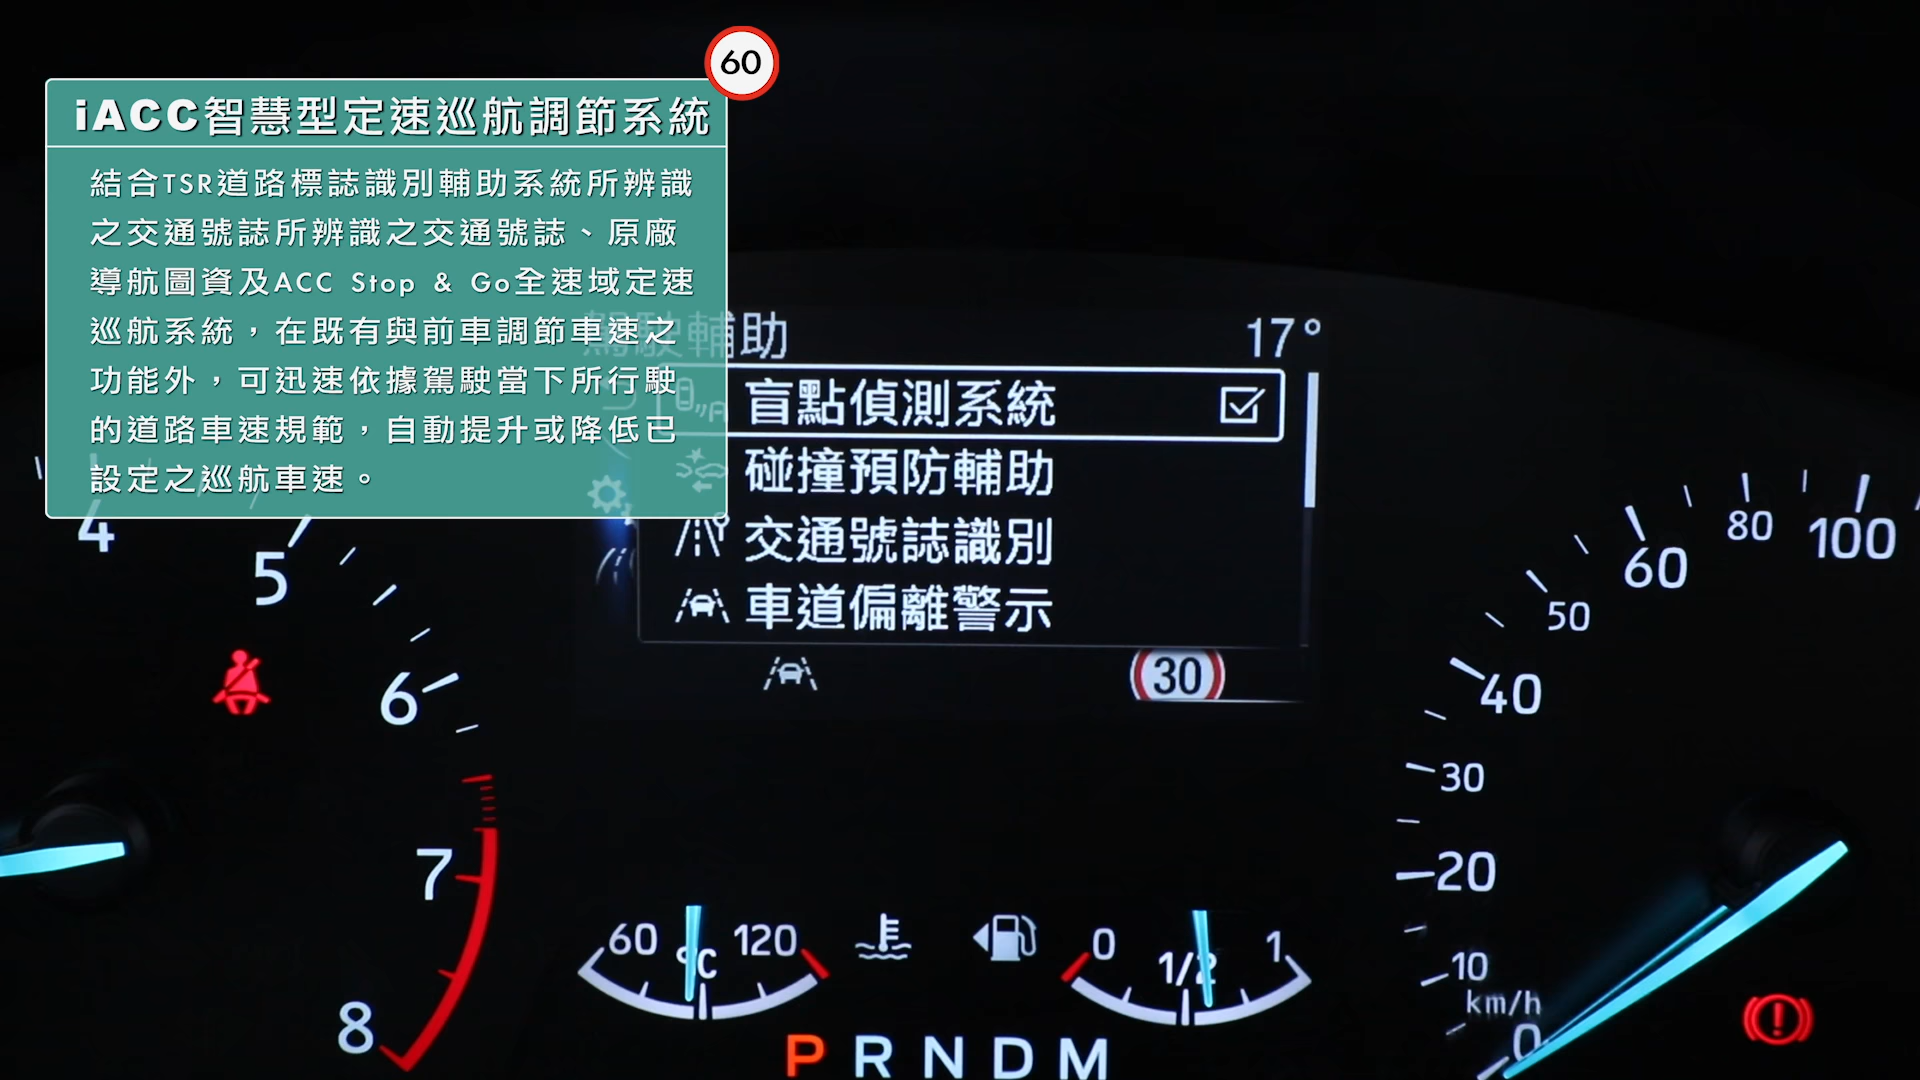 60
iACC智慧型定速巡航調節系統
結合TSR道路標誌識別輔助系統所辨識
之交通號誌所辨識之交通號誌、原廠
導航圖資及ACC Stop & Go全速域定速
巡航系統，在既有與前車調節車速之
功能外，可迅速依據駕駛當下所行駛
的道路車速規範，自動提升或降低已
設定之巡航車速。
駕駛輔助
17°
盲點偵測系統
碰撞預防輔助
交通號誌識別
車道偏離警示
30
4
5
6
7
8
60
°C
120
0
1/2
1
P R N D M
100
80
60
50
40
30
20
10
km/h
0